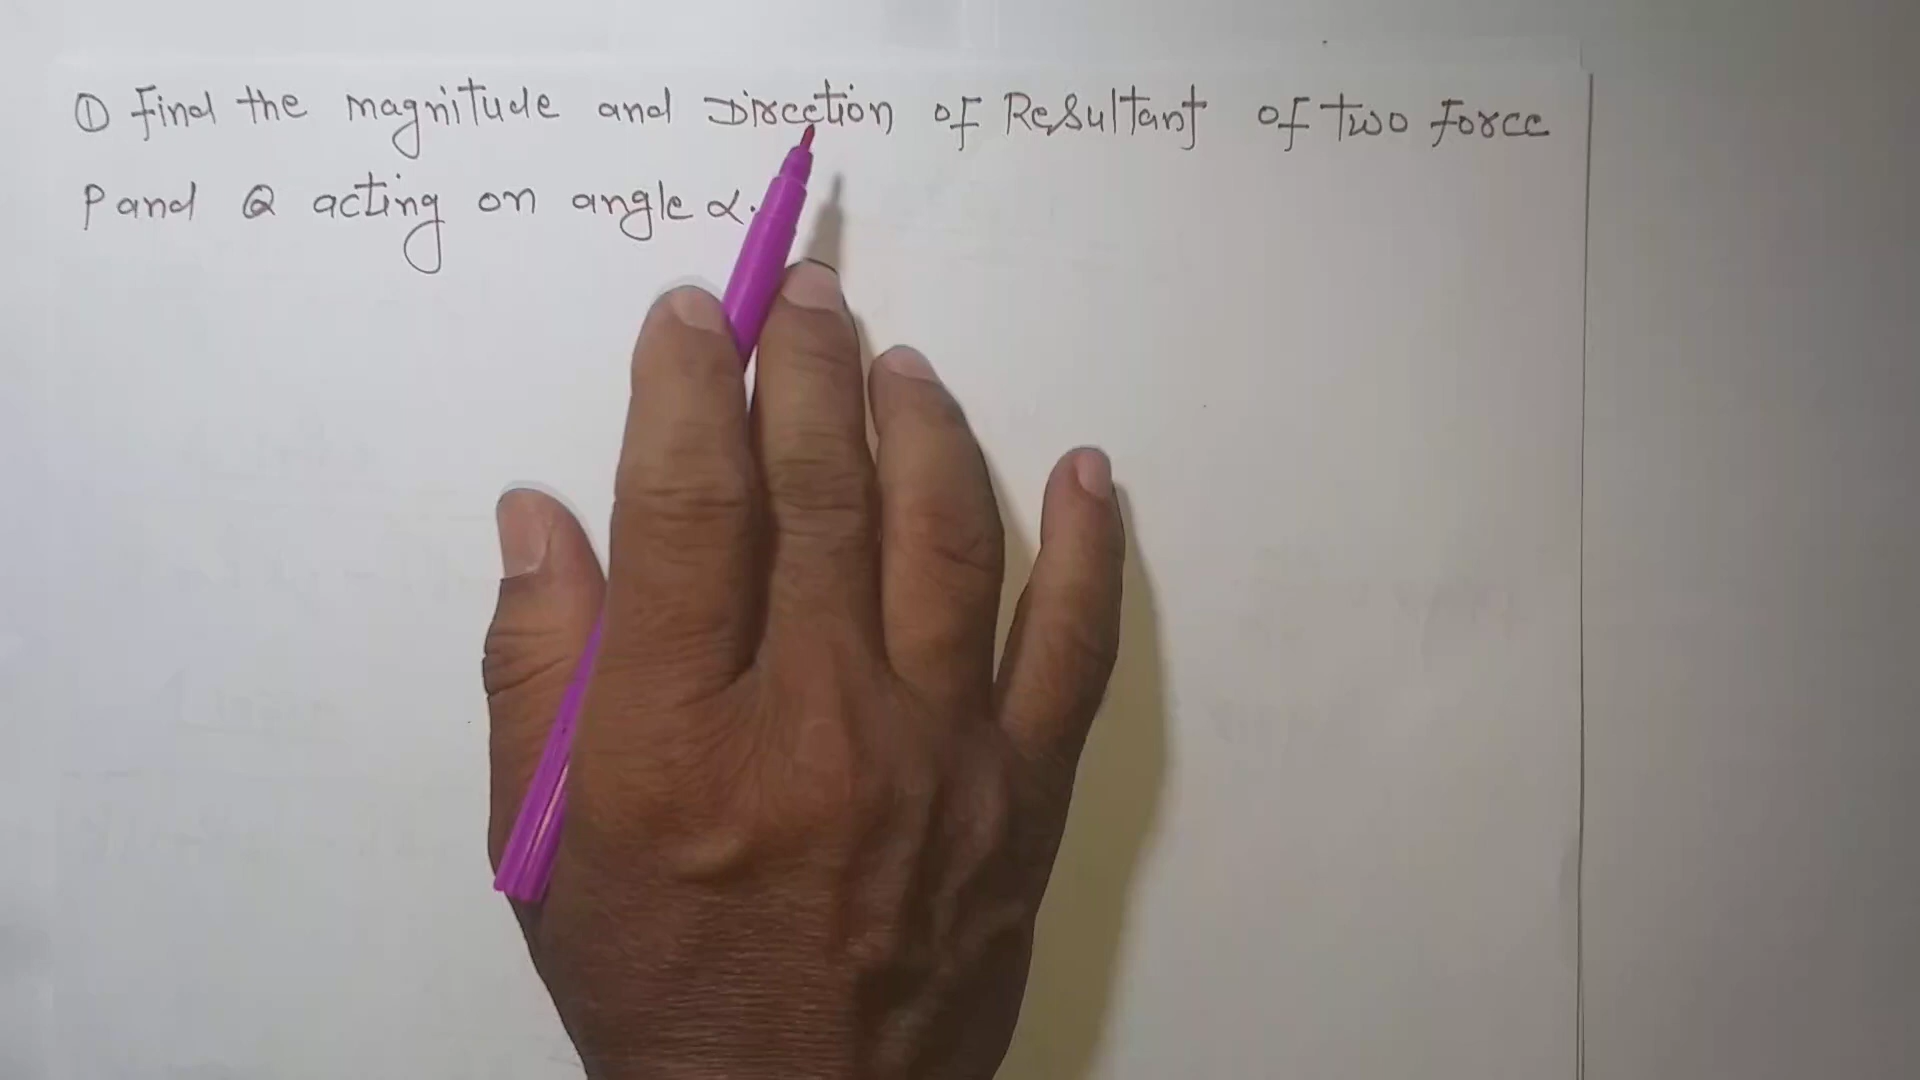 ① Find the magnitude and Direction of Resultant of two Force
P and Q acting on angle α.